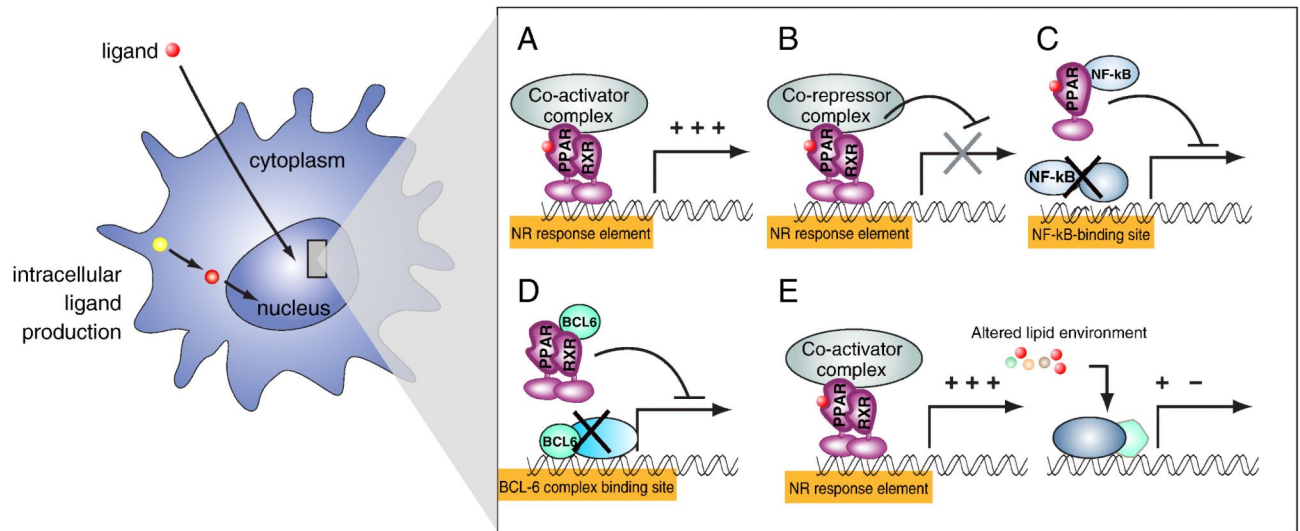 ligand
cytoplasm
nucleus
intracellular
ligand
production
A
Co-activator
complex
PPAR
RXR
+ + +
NR response element
B
Co-repressor
complex
PPAR
RXR
NR response element
C
PPAR
NF-kB
NF-kB
NF-kB-binding site
D
BCL6
PPAR
RXR
BCL6
BCL-6 complex binding site
E
Co-activator
complex
PPAR
RXR
+ + +
NR response element
Altered lipid environment
+ −